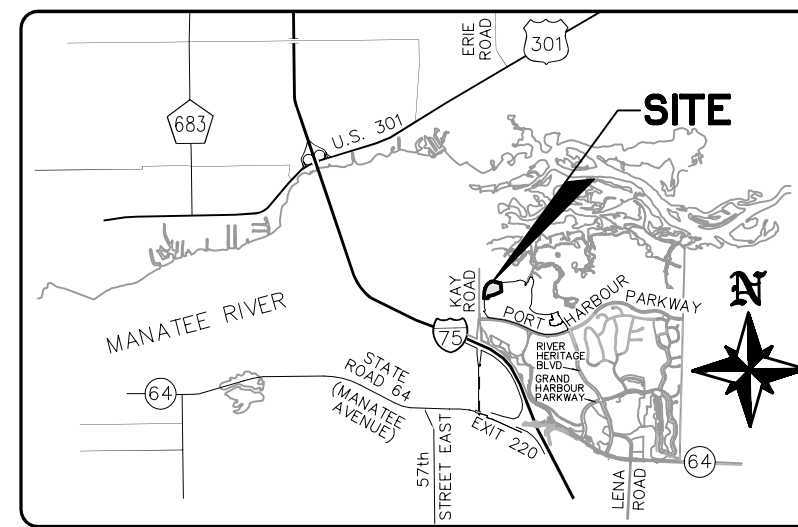 ERIE
ROAD
301
SITE
683
U.S. 301
KAY
ROAD
PORT HARBOUR PARKWAY
N
MANATEE RIVER
75
RIVER
HERITAGE
BLVD
GRAND
HARBOUR
PARKWAY
STATE
ROAD 64
(MANATEE
AVENUE)
64
EXIT 220
57th
STREET EAST
64
LENA
ROAD